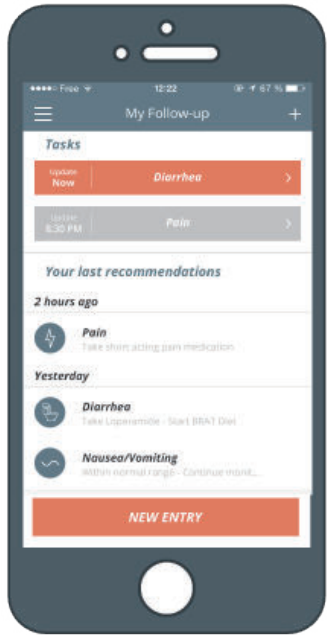 Free 12:22 67 %
My Follow-up +
Tasks
Update
Now
Diarrhea
Update
8:30 PM
Pain
Your last recommendations
2 hours ago
Pain
Take short acting pain medication
Yesterday
Diarrhea
Take Loperamide - Start BRAT Diet
Nausea/Vomiting
Within normal range - Continue monit...
NEW ENTRY